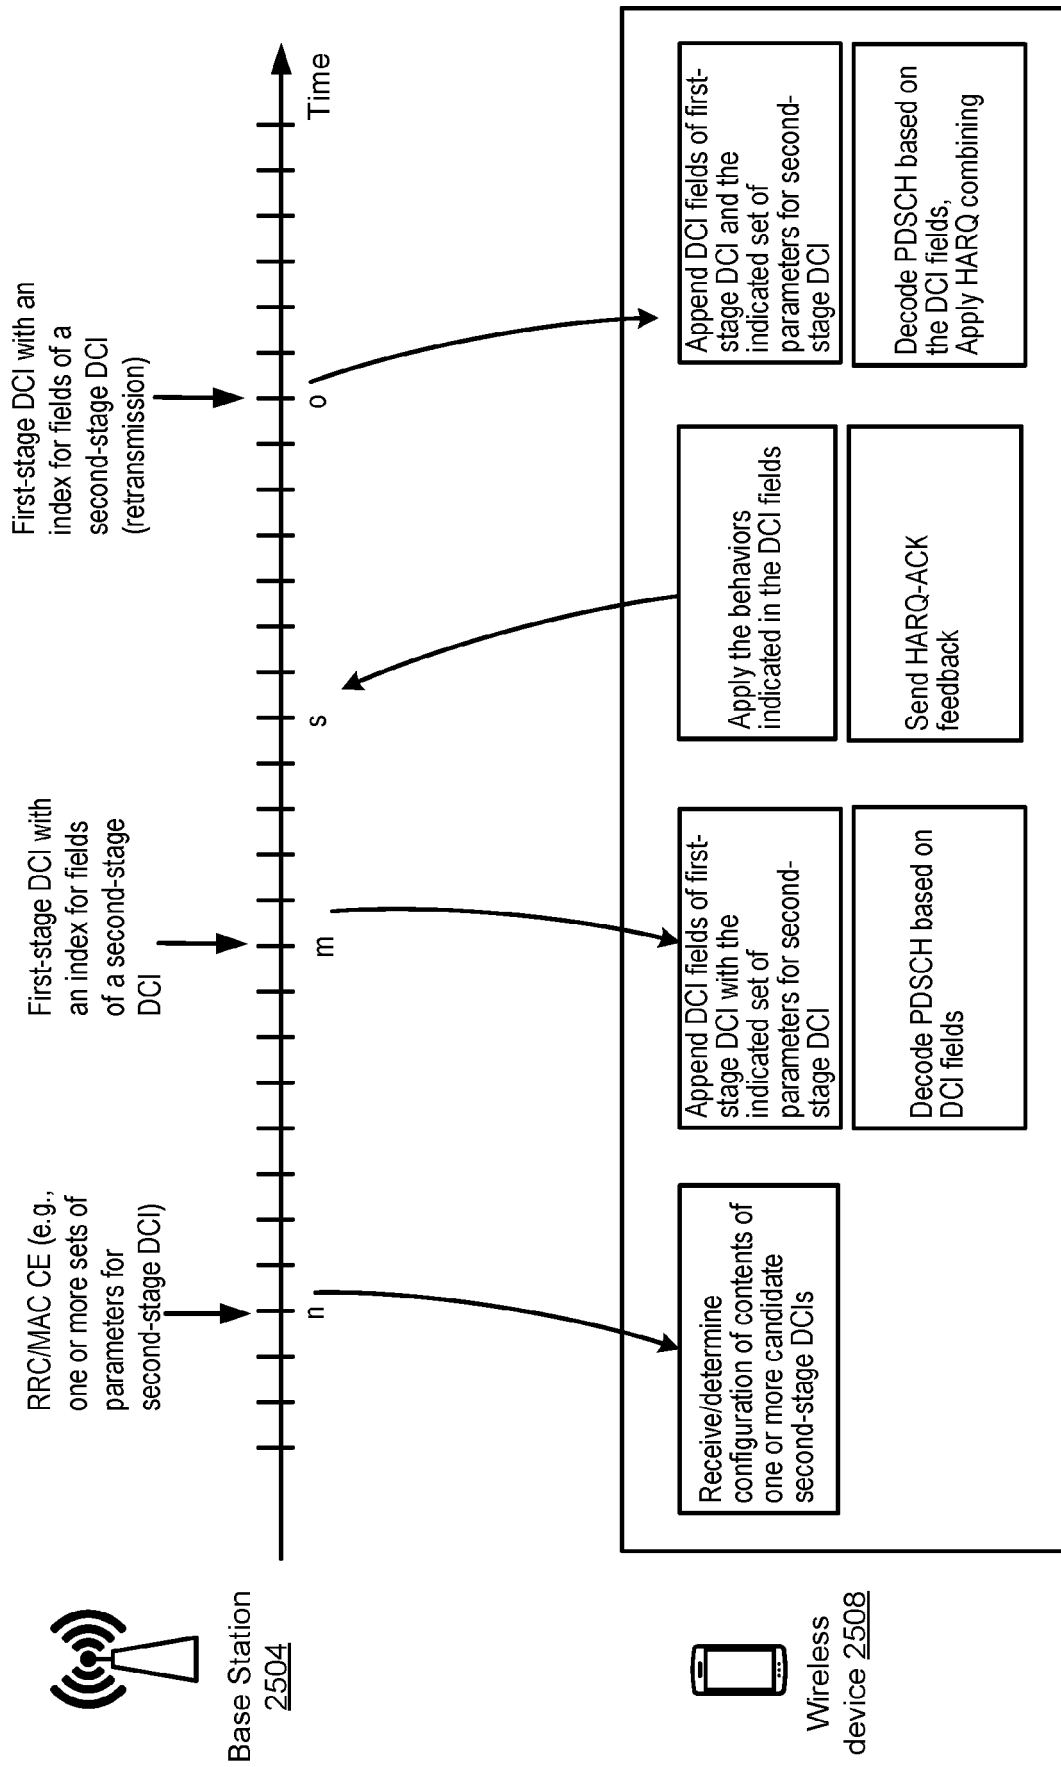 Base Station
2504
RRC/MAC CE (e.g.,
one or more sets of
parameters for
second-stage DCI)
First-stage DCI with
an index for fields
of a second-stage
DCI
First-stage DCI with an
index for fields of a
second-stage DCI
(retransmission)
n
m
s
o
Time
Wireless
device 2508
Receive/determine
configuration of contents of
one or more candidate
second-stage DCIs
Append DCI fields of first-
stage DCI with the
indicated set of
parameters for second-
stage DCI
Decode PDSCH based on
DCI fields
Apply the behaviors
indicated in the DCI fields
Send HARQ-ACK
feedback
Append DCI fields of first-
stage DCI and the
indicated set of
parameters for second-
stage DCI
Decode PDSCH based on
the DCI fields,
Apply HARQ combining